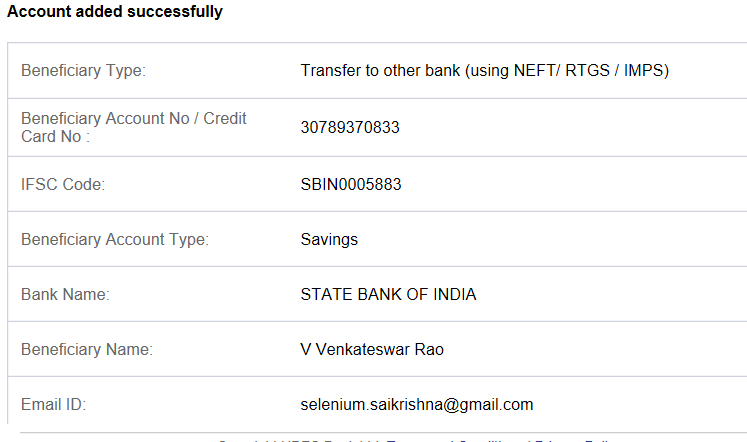 Account added successfully
Beneficiary Type: Transfer to other bank (using NEFT/ RTGS / IMPS)
Beneficiary Account No / Credit
Card No : 30789370833
IFSC Code: SBIN0005883
Beneficiary Account Type: Savings
Bank Name: STATE BANK OF INDIA
Beneficiary Name: V Venkateswar Rao
Email ID: selenium.saikrishna@gmail.com